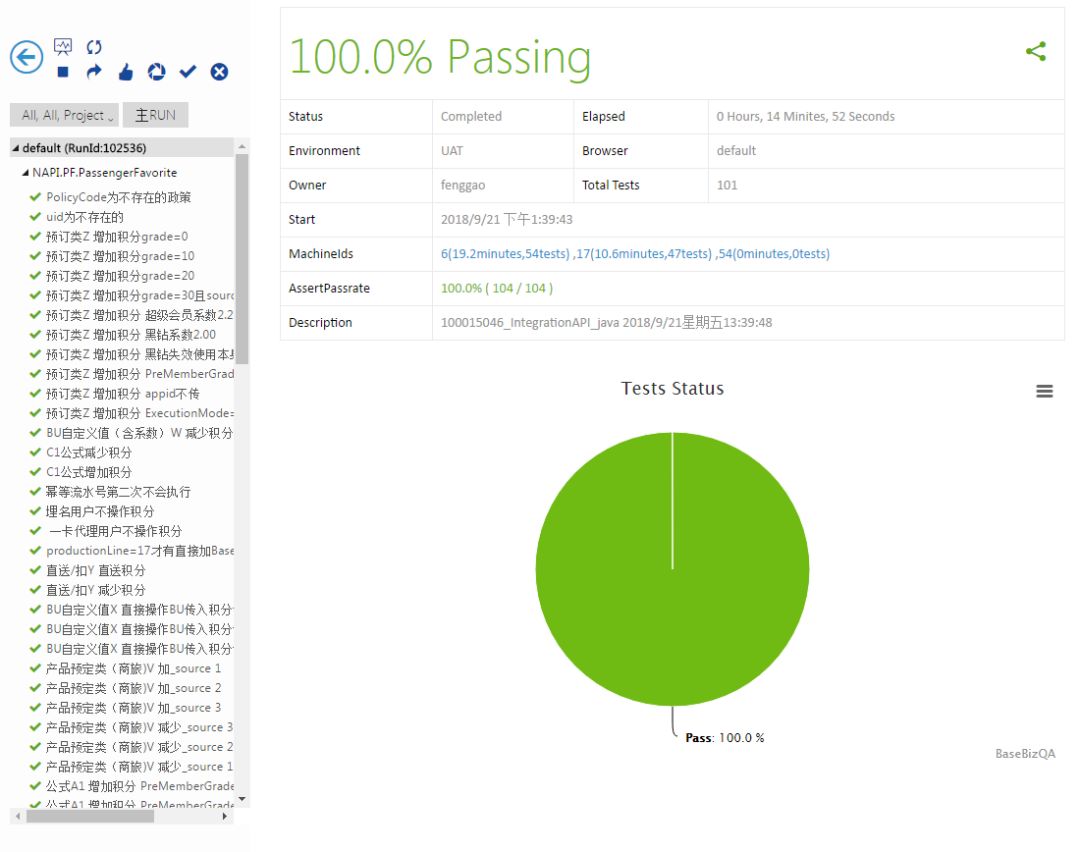 All, All, Project
主RUN
default (RunId:102536)
NAPI.PF.PassengerFavorite
PolicyCode为不存在的政策
uid为不存在的
预订类Z 增加积分grade=0
预订类Z 增加积分grade=10
预订类Z 增加积分grade=20
预订类Z 增加积分grade=30且sourc
预订类Z 增加积分 超级会员系数2.2
预订类Z 增加积分 黑钻系数2.00
预订类Z 增加积分 黑钻失效使用本身
预订类Z 增加积分 PreMemberGrad
预订类Z 增加积分 appid不传
预订类Z 增加积分 ExecutionMode=
BU自定义值（含系数）W 减少积分
C1公式减少积分
C1公式增加积分
幂等流水号第二次不会执行
埋名用户不操作积分
一卡代理用户不操作积分
productionLine=17才有直接加Base
直送/扣Y 直送积分
直送/扣Y 减少积分
BU自定义值X 直接操作BU传入积分
BU自定义值X 直接操作BU传入积分
BU自定义值X 直接操作BU传入积分
产品预定类（商旅)V 加_source 1
产品预定类（商旅)V 加_source 2
产品预定类（商旅)V 加_source 3
产品预定类（商旅)V 减少_source 3
产品预定类（商旅)V 减少_source 2
产品预定类（商旅)V 减少_source 1
公式A1 增加积分 PreMemberGrade
公式A1 增加积分 PreMemberGrade
100.0% Passing
Status Completed Elapsed 0 Hours, 14 Minites, 52 Seconds
Environment UAT Browser default
Owner fenggao Total Tests 101
Start 2018/9/21 下午1:39:43
MachineIds 6(19.2minutes,54tests) ,17(10.6minutes,47tests) ,54(0minutes,0tests)
AssertPassrate 100.0% ( 104 / 104 )
Description 100015046_IntegrationAPI_java 2018/9/21星期五13:39:48
Tests Status
Pass: 100.0 %
BaseBizQA